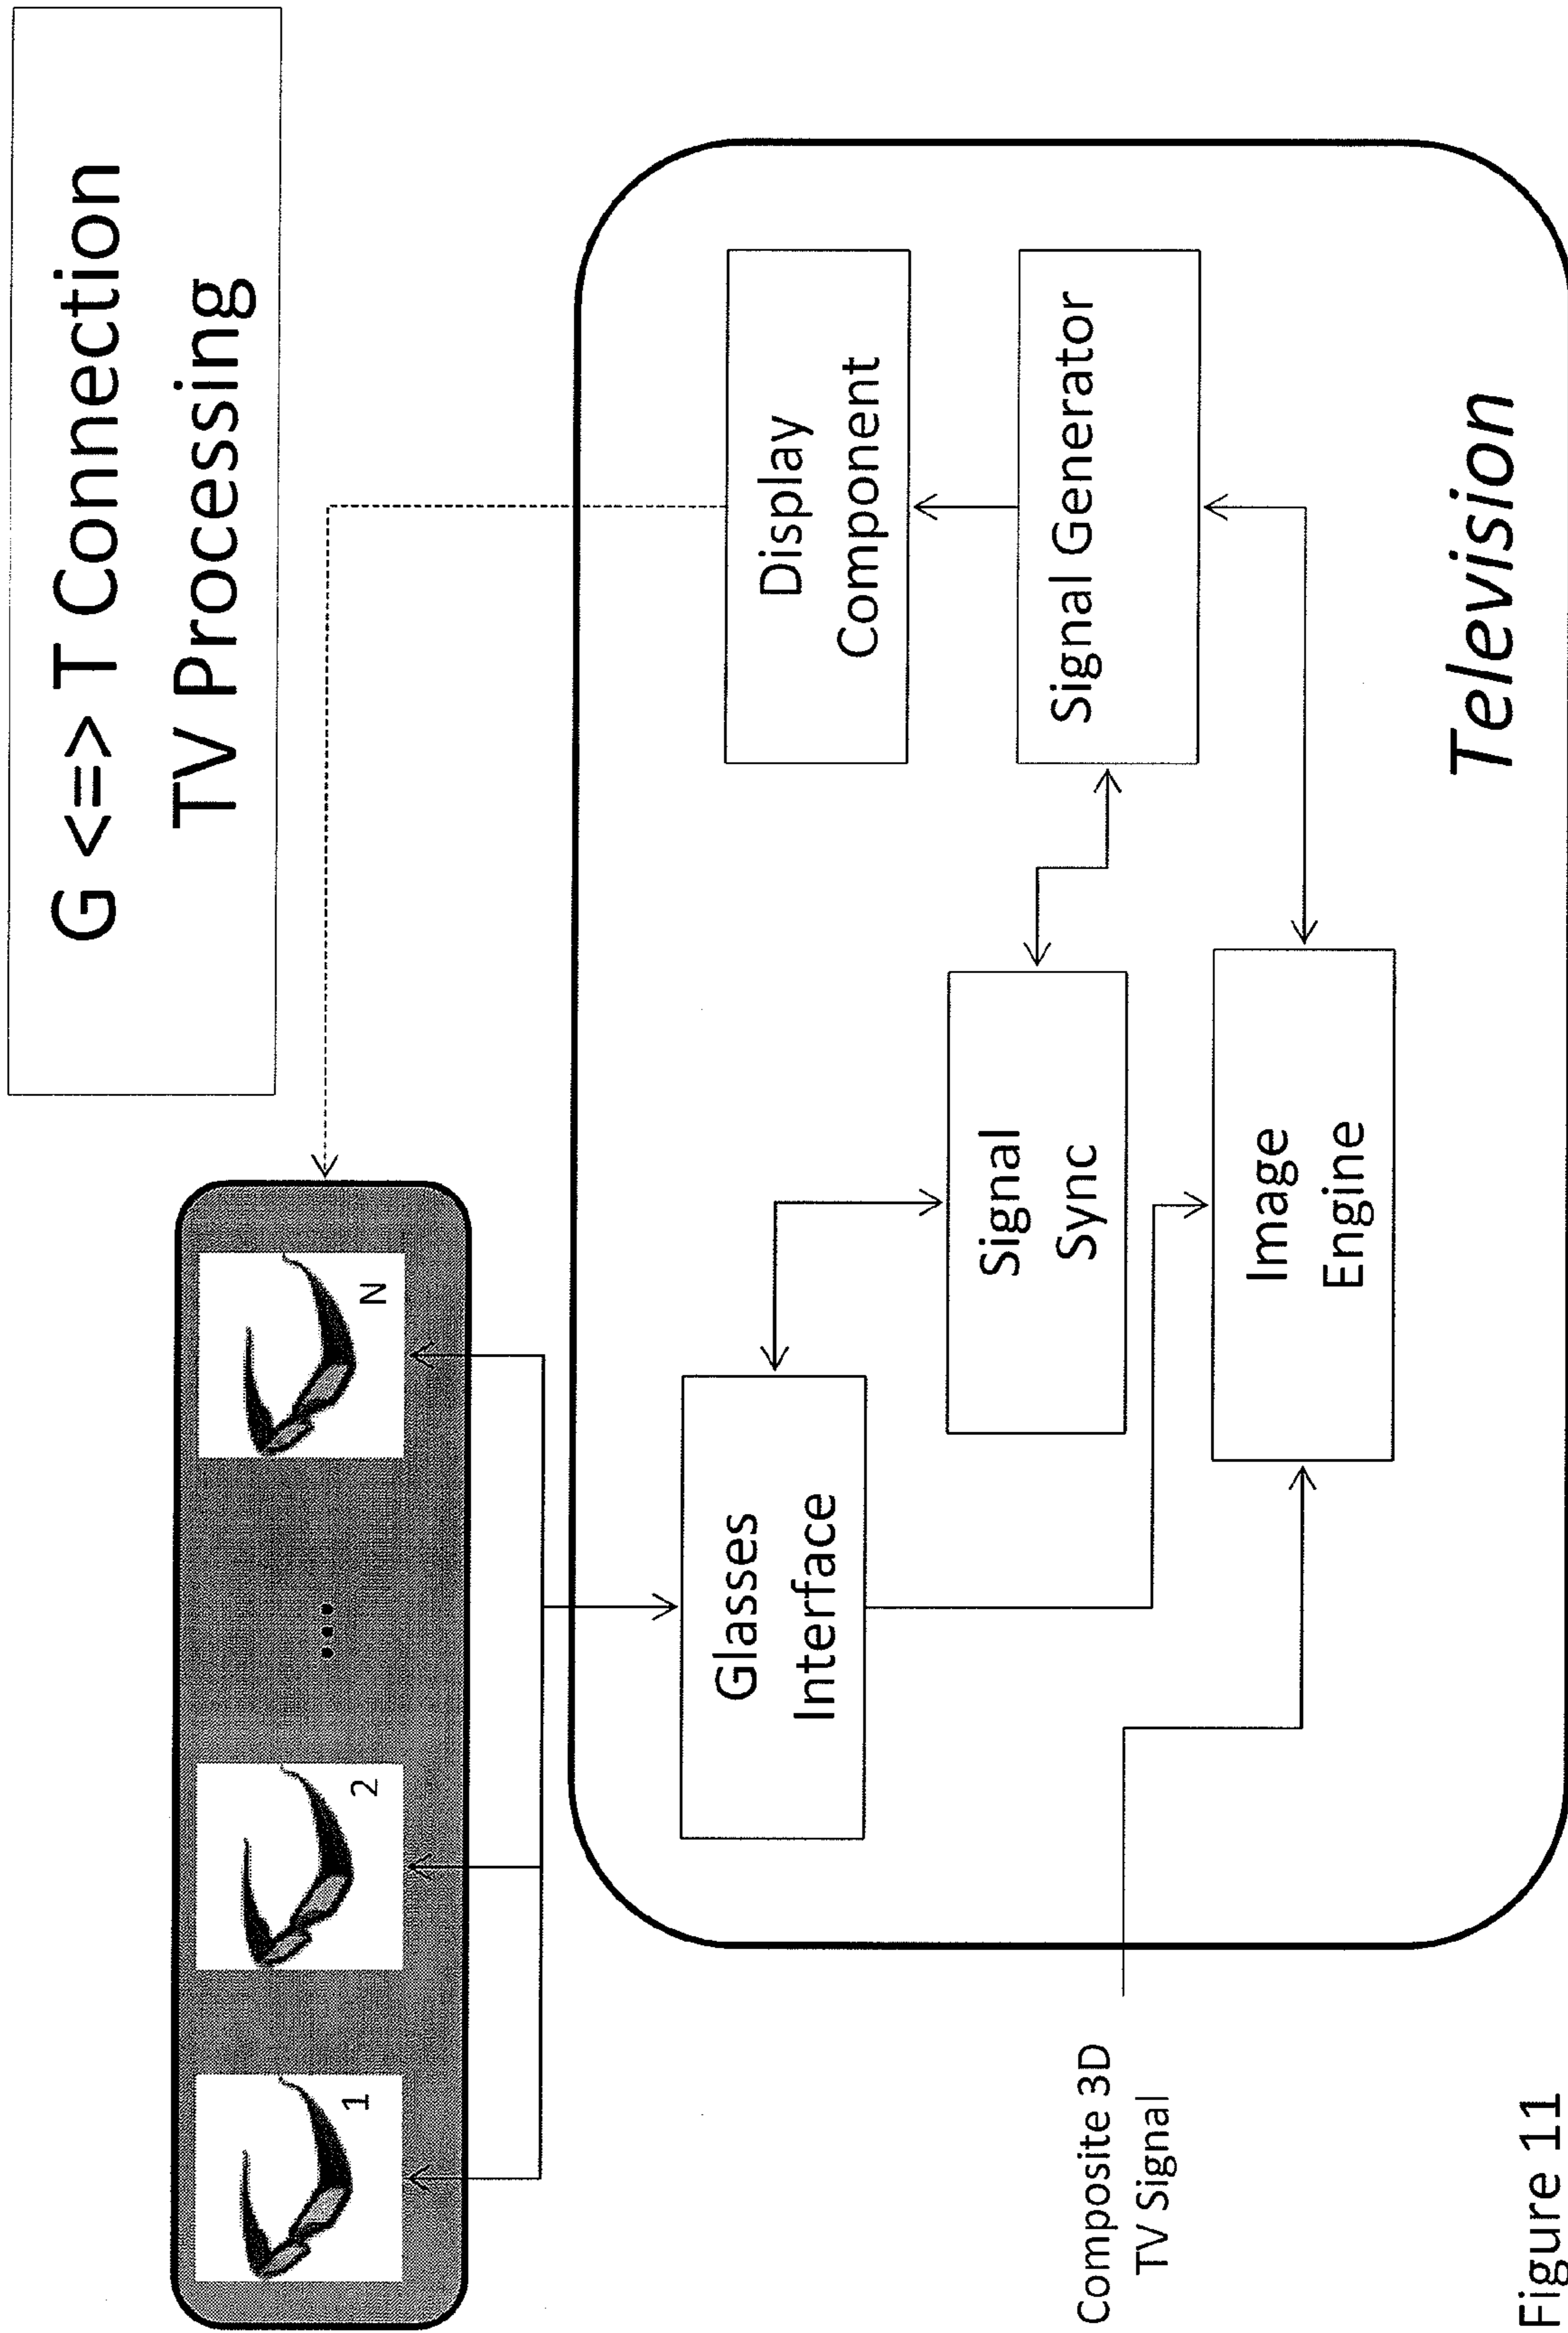 G <=> T Connection
TV Processing
1
2
...
N
Glasses
Interface
Signal
Sync
Image
Engine
Display
Component
Signal Generator
Composite 3D
TV Signal
Television
Figure 11